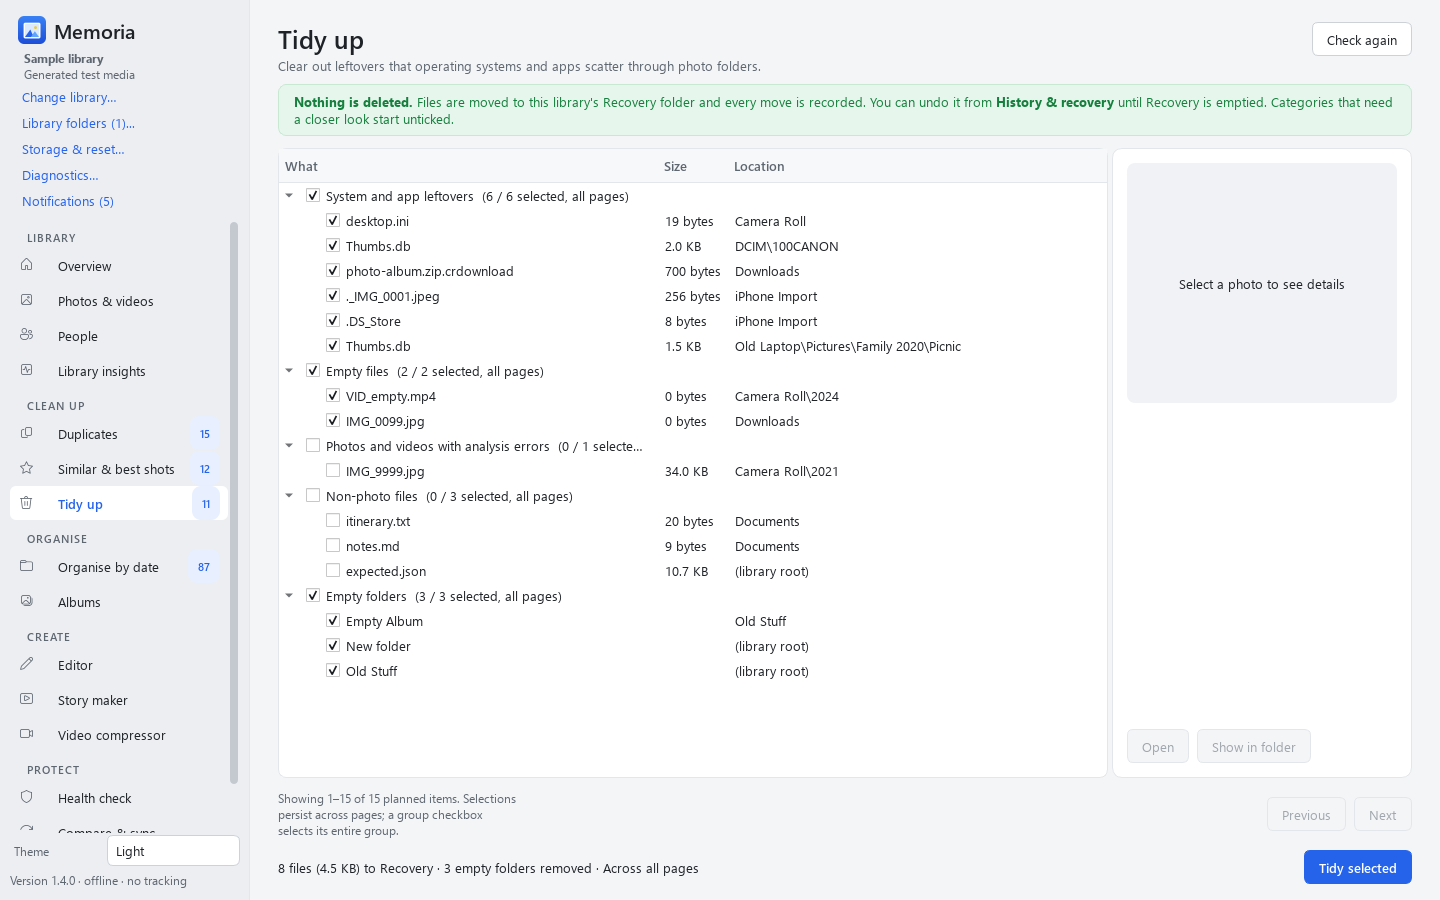 Memoria
Sample library
Generated test media
Change library...
Library folders (1)...
Storage & reset...
Diagnostics...
Notifications (5)
LIBRARY
Overview
Photos & videos
People
Library insights
CLEAN UP
Duplicates 15
Similar & best shots 12
Tidy up 11
ORGANISE
Organise by date 87
Albums
CREATE
Editor
Story maker
Video compressor
PROTECT
Health check
Compare & sync
Theme Light
Version 1.4.0 · offline · no tracking
Tidy up
Check again
Clear out leftovers that operating systems and apps scatter through photo folders.
Nothing is deleted. Files are moved to this library's Recovery folder and every move is recorded. You can undo it from History & recovery until Recovery is emptied. Categories that need
a closer look start unticked.
What Size Location
System and app leftovers (6 / 6 selected, all pages)
desktop.ini 19 bytes Camera Roll
Thumbs.db 2.0 KB DCIM\100CANON
photo-album.zip.crdownload 700 bytes Downloads
._IMG_0001.jpeg 256 bytes iPhone Import
.DS_Store 8 bytes iPhone Import
Thumbs.db 1.5 KB Old Laptop\Pictures\Family 2020\Picnic
Empty files (2 / 2 selected, all pages)
VID_empty.mp4 0 bytes Camera Roll\2024
IMG_0099.jpg 0 bytes Downloads
Photos and videos with analysis errors (0 / 1 selecte...
IMG_9999.jpg 34.0 KB Camera Roll\2021
Non-photo files (0 / 3 selected, all pages)
itinerary.txt 20 bytes Documents
notes.md 9 bytes Documents
expected.json 10.7 KB (library root)
Empty folders (3 / 3 selected, all pages)
Empty Album Old Stuff
New folder (library root)
Old Stuff (library root)
Select a photo to see details
Open Show in folder
Showing 1–15 of 15 planned items. Selections
persist across pages; a group checkbox
selects its entire group.
Previous Next
8 files (4.5 KB) to Recovery · 3 empty folders removed · Across all pages
Tidy selected